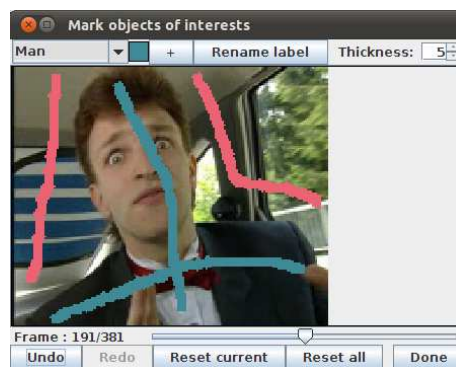 Mark objects of interests
Man + Rename label Thickness: 5
Frame : 191/381
Undo Redo Reset current Reset all Done